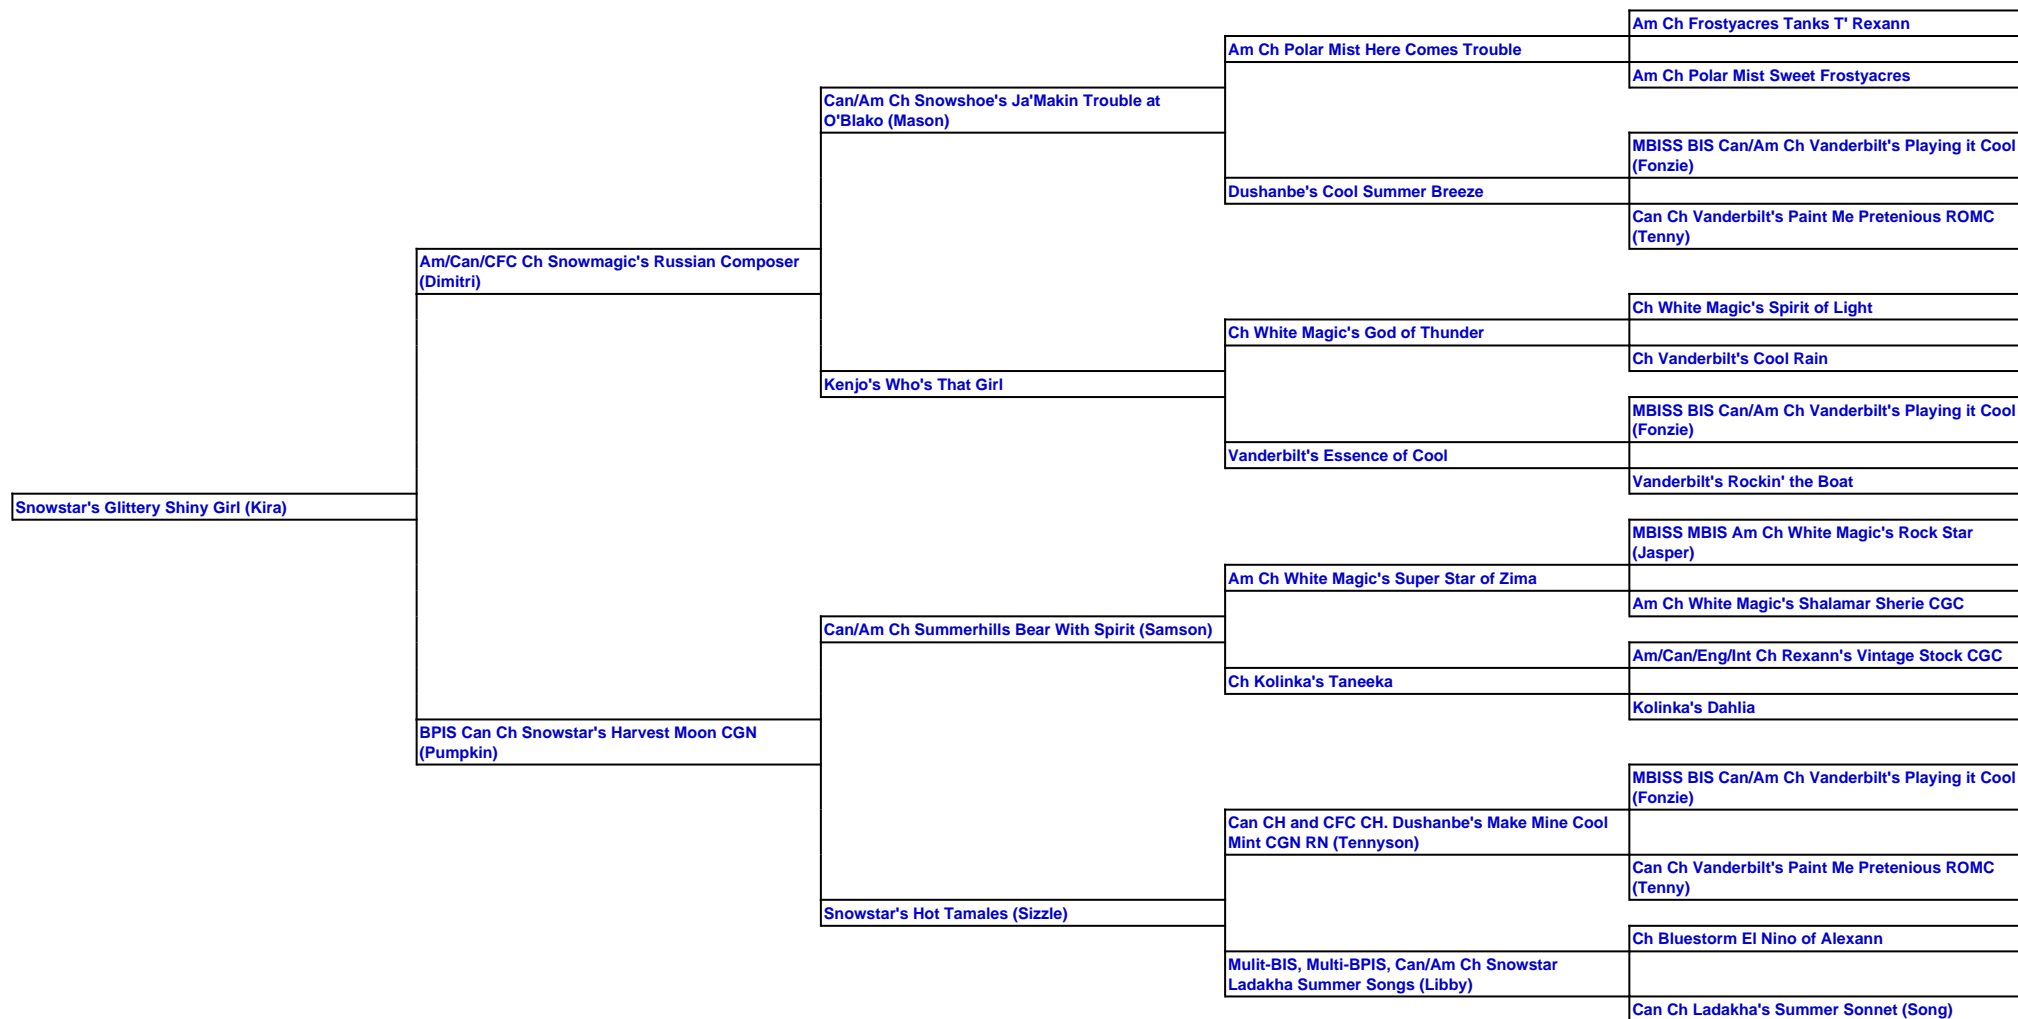 Am Ch Frostyacres Tanks T' Rexann
Am Ch Polar Mist Here Comes Trouble
Am Ch Polar Mist Sweet Frostyacres
Can/Am Ch Snowshoe's Ja'Makin Trouble at
O'Blako (Mason)
MBISS BIS Can/Am Ch Vanderbilt's Playing it Cool
(Fonzie)
Dushanbe's Cool Summer Breeze
Can Ch Vanderbilt's Paint Me Pretenious ROMC
(Tenny)
Am/Can/CFC Ch Snowmagic's Russian Composer
(Dimitri)
Ch White Magic's Spirit of Light
Ch White Magic's God of Thunder
Ch Vanderbilt's Cool Rain
Kenjo's Who's That Girl
MBISS BIS Can/Am Ch Vanderbilt's Playing it Cool
(Fonzie)
Vanderbilt's Essence of Cool
Vanderbilt's Rockin' the Boat
Snowstar's Glittery Shiny Girl (Kira)
MBISS MBIS Am Ch White Magic's Rock Star
(Jasper)
Am Ch White Magic's Super Star of Zima
Am Ch White Magic's Shalamar Sherie CGC
Can/Am Ch Summerhills Bear With Spirit (Samson)
Am/Can/Eng/Int Ch Rexann's Vintage Stock CGC
Ch Kolinka's Taneeka
Kolinka's Dahlia
BPIS Can Ch Snowstar's Harvest Moon CGN
(Pumpkin)
MBISS BIS Can/Am Ch Vanderbilt's Playing it Cool
(Fonzie)
Can CH and CFC CH. Dushanbe's Make Mine Cool
Mint CGN RN (Tennyson)
Can Ch Vanderbilt's Paint Me Pretenious ROMC
(Tenny)
Snowstar's Hot Tamales (Sizzle)
Ch Bluestorm El Nino of Alexann
Mulit-BIS, Multi-BPIS, Can/Am Ch Snowstar
Ladakha Summer Songs (Libby)
Can Ch Ladakha's Summer Sonnet (Song)